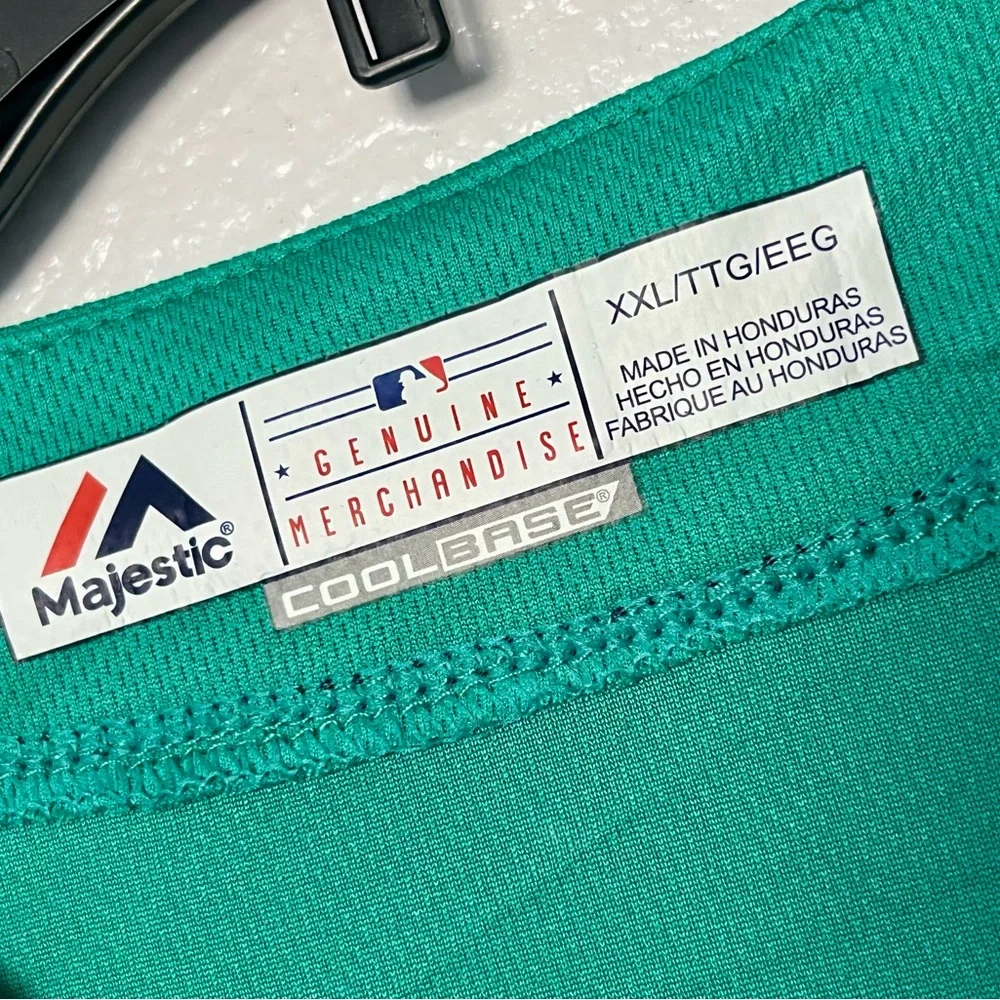 Majestic®
GENUINE
MERCHANDISE
COOLBASE®
XXL/TTG/EEG
MADE IN HONDURAS
HECHO EN HONDURAS
FABRIQUE AU HONDURAS